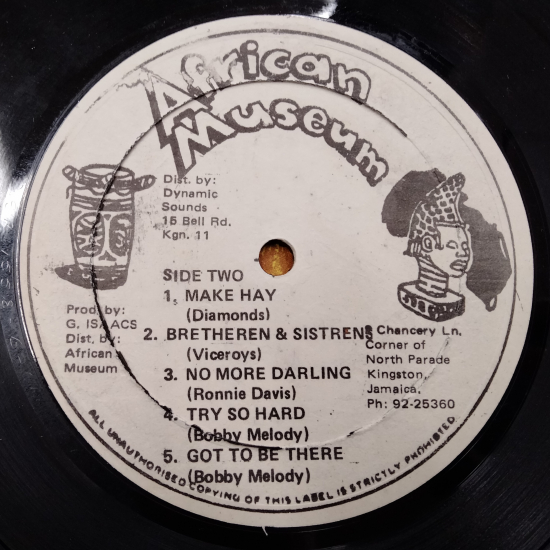 African
Museum
Dist. by:
Dynamic
Sounds
15 Bell Rd.
Kgn. 11
SIDE TWO
1. MAKE HAY
(Diamonds)
2. BRETHEREN & SISTRENS
(Viceroys)
3. NO MORE DARLING
(Ronnie Davis)
4. TRY SO HARD
(Bobby Melody)
5. GOT TO BE THERE
(Bobby Melody)
Prod. by:
G. ISAACS
Dist, by:
African
Museum
Chancery Ln.
Corner of
North Parade
Kingston,
Jamaica.
Ph: 92-25360
ALL UNAUTHORISED COPYING OF THIS LABEL IS STRICTLY PROHIBITED